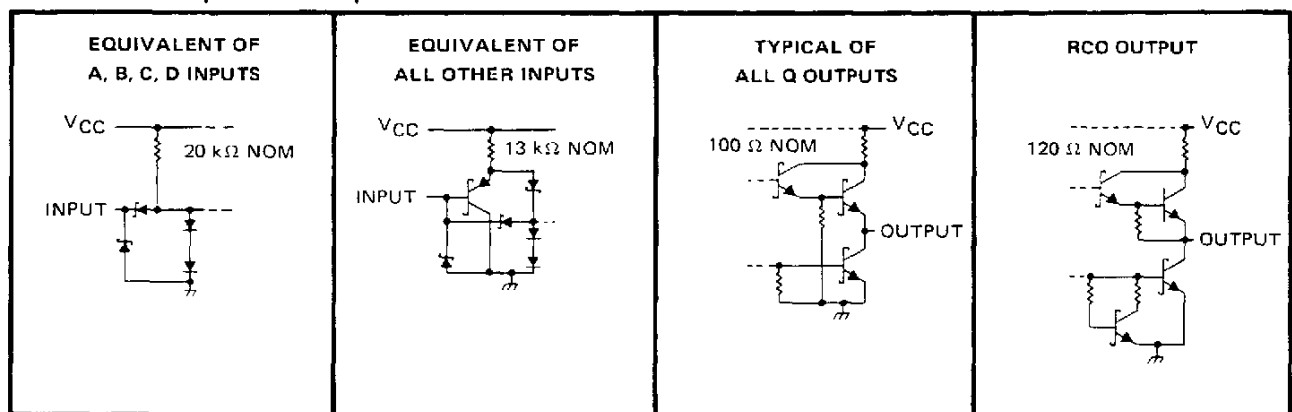 EQUIVALENT OF
A, B, C, D INPUTS
VCC
20 kΩ NOM
INPUT
EQUIVALENT OF
ALL OTHER INPUTS
VCC
13 kΩ NOM
INPUT
TYPICAL OF
ALL Q OUTPUTS
VCC
100 Ω NOM
OUTPUT
RCO OUTPUT
VCC
120 Ω NOM
OUTPUT